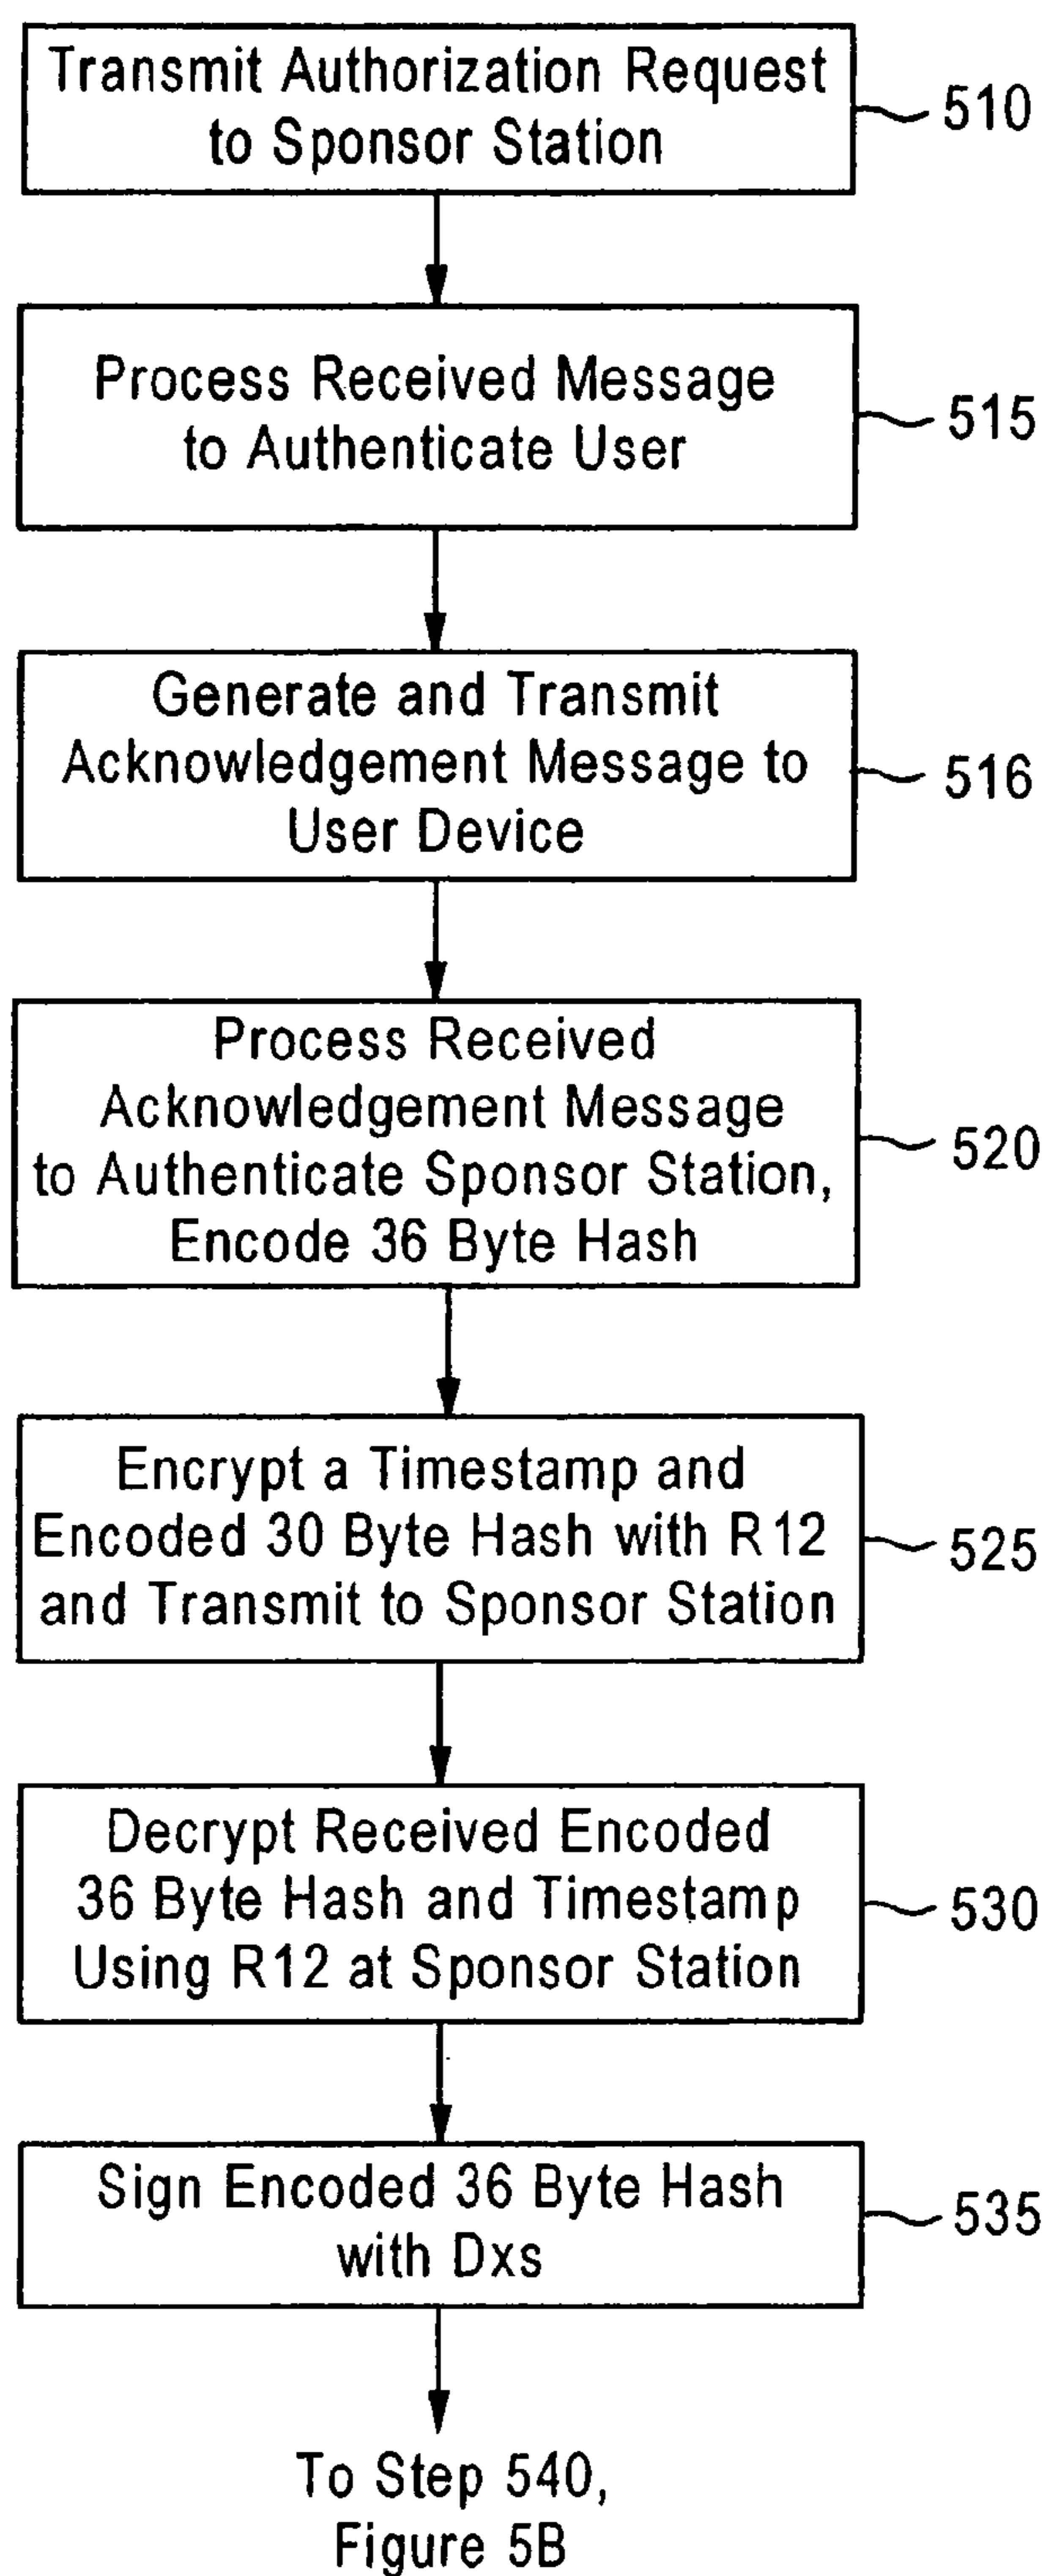 Transmit Authorization Request
to Sponsor Station
510
Process Received Message
to Authenticate User
515
Generate and Transmit
Acknowledgement Message to
User Device
516
Process Received
Acknowledgement Message
to Authenticate Sponsor Station,
Encode 36 Byte Hash
520
Encrypt a Timestamp and
Encoded 30 Byte Hash with R12
and Transmit to Sponsor Station
525
Decrypt Received Encoded
36 Byte Hash and Timestamp
Using R12 at Sponsor Station
530
Sign Encoded 36 Byte Hash
with Dxs
535
To Step 540,
Figure 5B